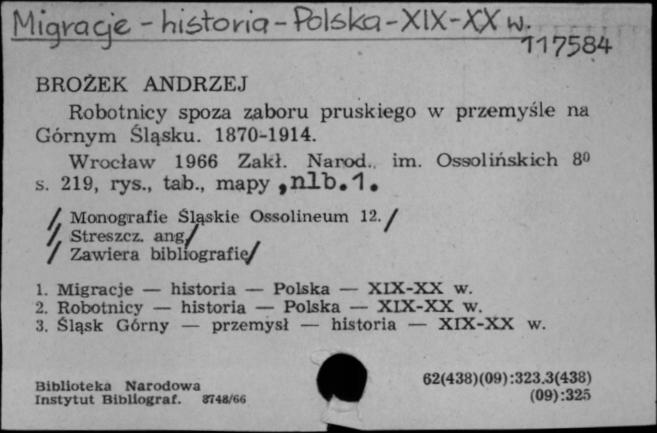 Migracje - historia - Polska - XIX-XX w.
117584
BROŻEK ANDRZEJ
Robotnicy spoza zaboru pruskiego w przemyśle na
Górnym Śląsku. 1870-1914.
Wrocław 1966 Zakł. Narod. im. Ossolińskich 8⁰
s. 219, rys., tab., mapy ,nlb.1.
/ Monografie Śląskie Ossolineum 12. /
/ Streszcz. ang/
/ Zawiera bibliografię/
1. Migracje — historia — Polska — XIX-XX w.
2. Robotnicy — historia — Polska — XIX-XX w.
3. Śląsk Górny — przemysł — historia — XIX-XX w.
Biblioteka Narodowa
Instytut Bibliograf. 8748/66
62(438)(09):323.3(438)
(09):325